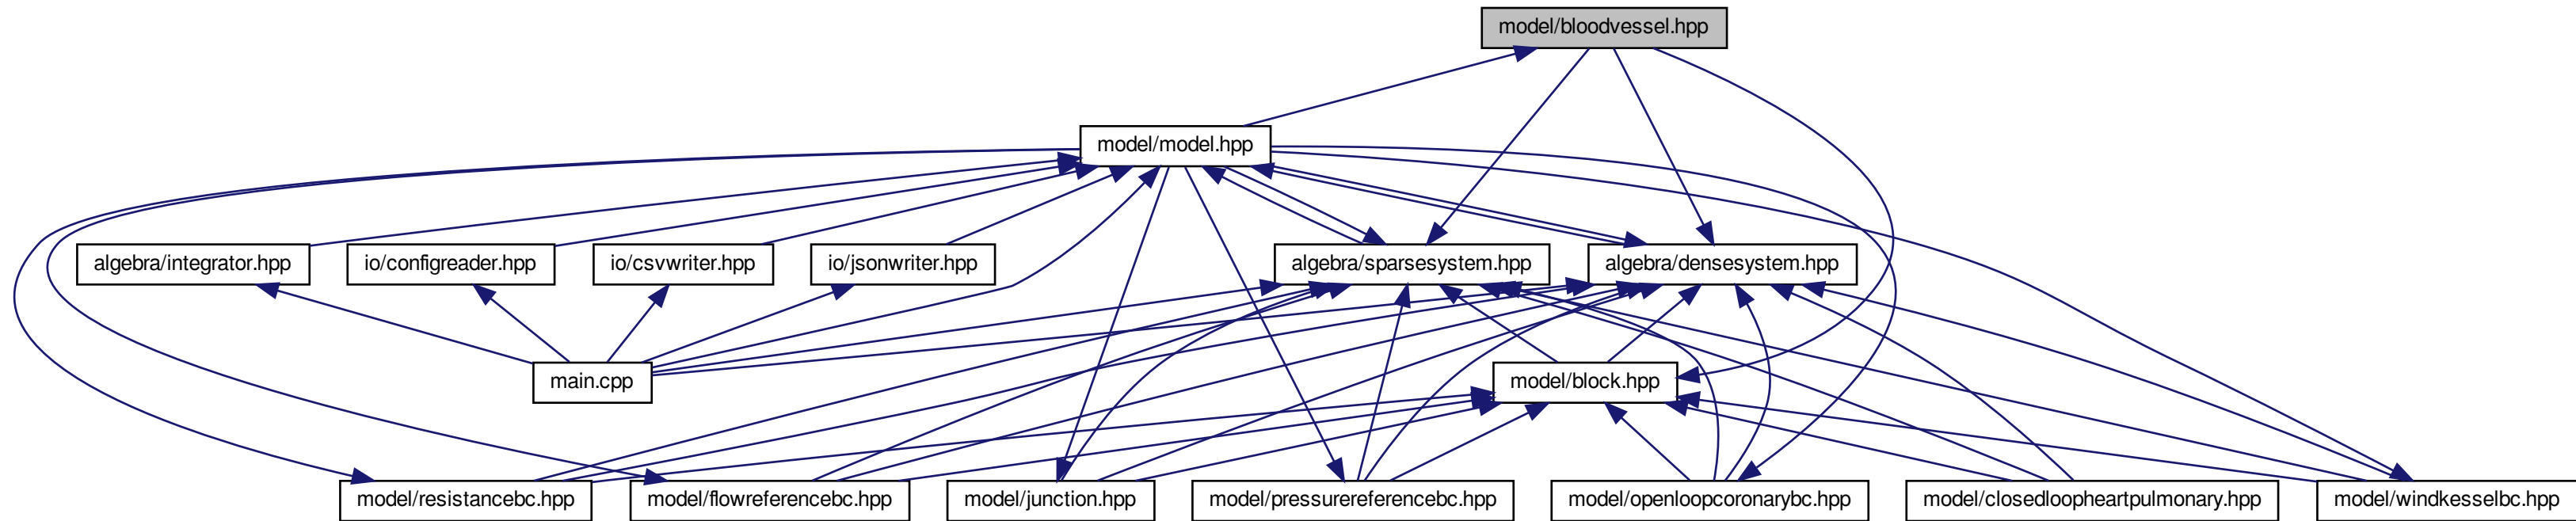 model/bloodvessel.hpp
model/model.hpp
algebra/integrator.hpp
io/configreader.hpp
io/csvwriter.hpp
io/jsonwriter.hpp
algebra/sparsesystem.hpp
algebra/densesystem.hpp
main.cpp
model/block.hpp
model/resistancebc.hpp
model/flowreferencebc.hpp
model/junction.hpp
model/pressurereferencebc.hpp
model/openloopcoronarybc.hpp
model/closedloopheartpulmonary.hpp
model/windkesselbc.hpp